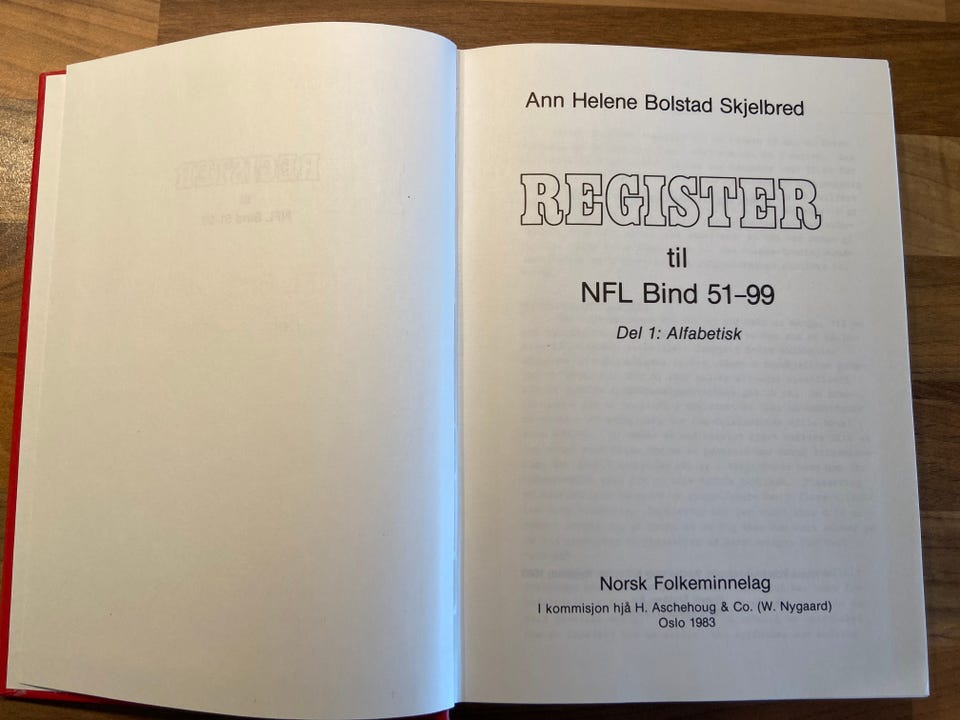 Ann Helene Bolstad Skjelbred
REGISTER
til
NFL Bind 51–99
Del 1: Alfabetisk
Norsk Folkeminnelag
I kommisjon hjå H. Aschehoug & Co. (W. Nygaard)
Oslo 1983